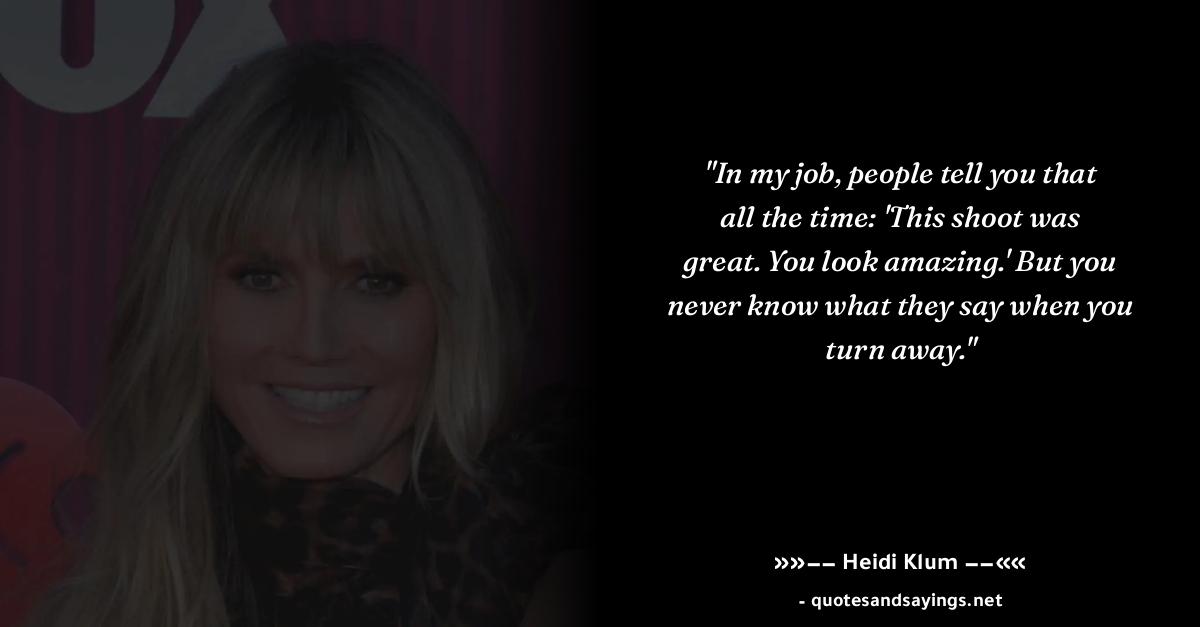 "In my job, people tell you that
all the time: 'This shoot was
great. You look amazing.' But you
never know what they say when you
turn away."
»»−− Heidi Klum −−««
- quotesandsayings.net